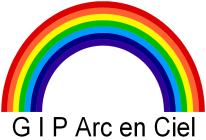 G I P Arc en Ciel